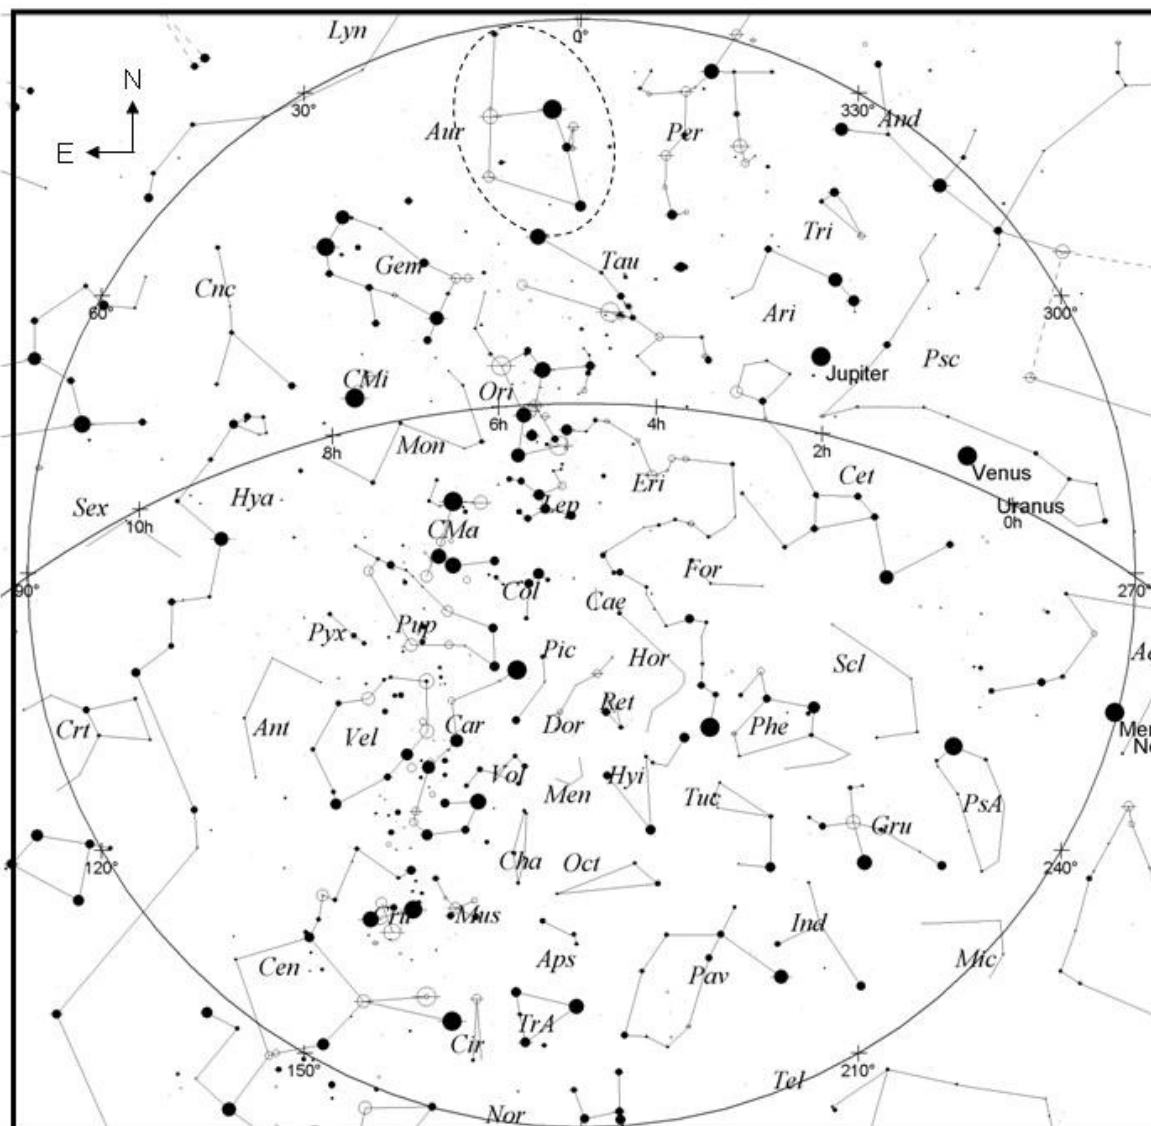 Lyn
0°
N
30°
330°
And
Aur
Per
E
Tri
Tau
Gem
Cnc
60°
300°
Ari
Psc
Jupiter
CMi
Ori
6h
4h
8h
2h
Mon
Cet
Venus
Eri
Hya
Sex
Lep
Uranus
10h
0h
CMa
For
90°
270°
Col
Cae
Pup
Pyx
Pic
Hor
Scl
Ret
Crt
Ant
Vel
Car
Dor
Phe
Vol
Hyi
Men
Tuc
PsA
Gru
120°
240°
Cha
Oct
Mus
Ind
Cen
Aps
Pav
Mic
TrA
Cir
150°
210°
Tel
Nor